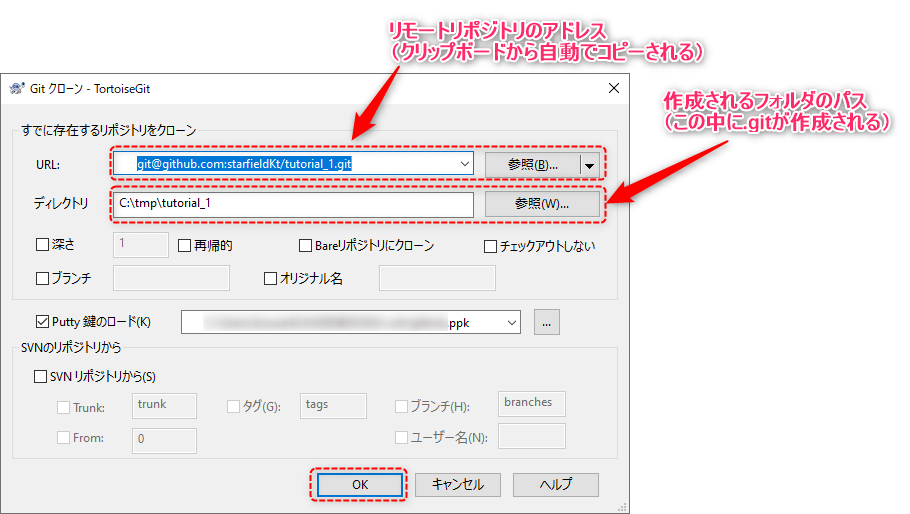 リモートリポジトリのアドレス
（クリップボードから自動でコピーされる）
Git クローン - TortoiseGit
作成されるフォルダのパス
（この中に.gitが作成される）
すでに存在するリポジトリをクローン
URL: git@github.com:starfieldKt/tutorial_1.git 参照(B)...
ディレクトリ C:\tmp\tutorial_1 参照(W)...
深さ 1 再帰的 Bareリポジトリにクローン チェックアウトしない
ブランチ オリジナル名
Putty 鍵のロード(K) .ppk ...
SVNのリポジトリから
SVN リポジトリから(S)
Trunk: trunk タグ(G): tags ブランチ(H): branches
From: 0 ユーザー名(N):
OK キャンセル ヘルプ